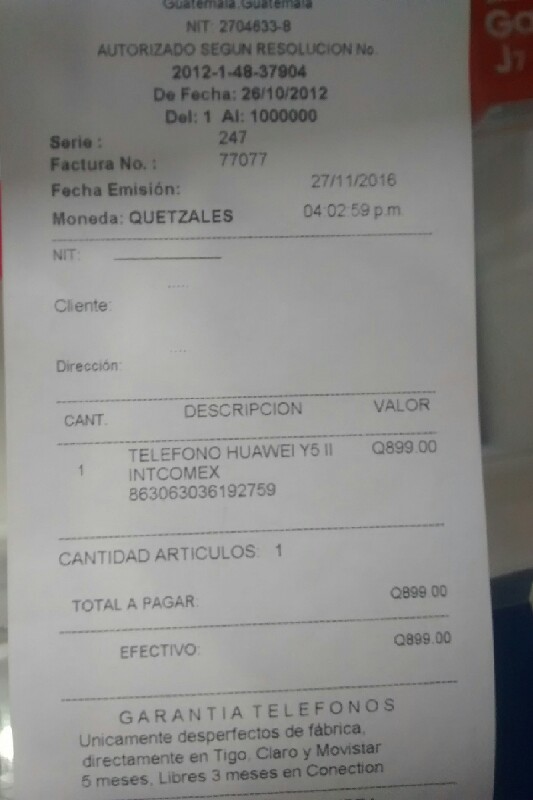 Guatemala,Guatemala
NIT: 2704633-8
AUTORIZADO SEGUN RESOLUCION No.
2012-1-48-37904
De Fecha: 26/10/2012
Del: 1 Al: 1000000
Serie : 247
Factura No. : 77077
Fecha Emisión: 27/11/2016
Moneda: QUETZALES 04:02:59 p.m.
NIT:
Cliente:
Dirección:
CANT. DESCRIPCION VALOR
1 TELEFONO HUAWEI Y5 II Q899.00
INTCOMEX
863063036192759
CANTIDAD ARTICULOS: 1
TOTAL A PAGAR: Q899.00
EFECTIVO: Q899.00
GARANTIA TELEFONOS
Unicamente desperfectos de fábrica,
directamente en Tigo, Claro y Movistar
5 meses, Libres 3 meses en Conection
Ga
J7